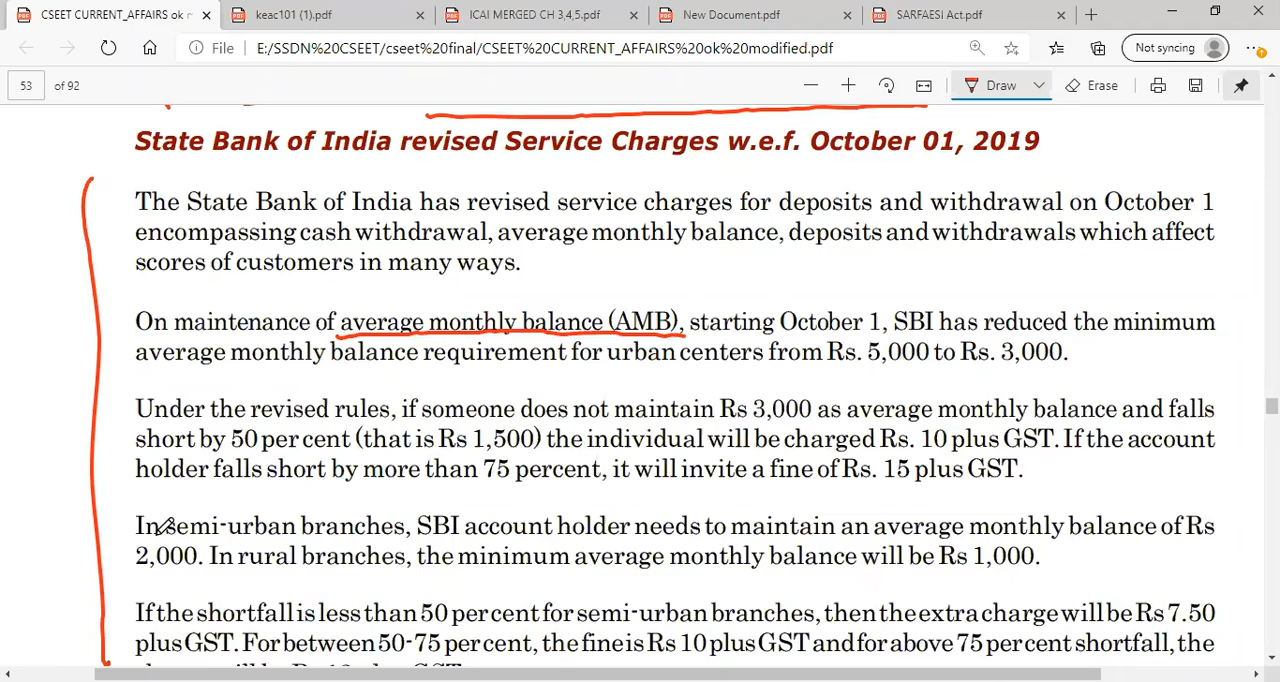 CSEET CURRENT_AFFAIRS ok
keac101 (1).pdf
ICAI MERGED CH 3,4,5.pdf
New Document.pdf
SARFAESI Act.pdf
File
E:/SSDN%20CSEET/cseet%20final/CSEET%20CURRENT_AFFAIRS%20ok%20modified.pdf
Not syncing
53 of 92
Draw
Erase
State Bank of India revised Service Charges w.e.f. October 01, 2019
The State Bank of India has revised service charges for deposits and withdrawal on October 1
encompassing cash withdrawal, average monthly balance, deposits and withdrawals which affect
scores of customers in many ways.
On maintenance of average monthly balance (AMB), starting October 1, SBI has reduced the minimum
average monthly balance requirement for urban centers from Rs. 5,000 to Rs. 3,000.
Under the revised rules, if someone does not maintain Rs 3,000 as average monthly balance and falls
short by 50 per cent (that is Rs 1,500) the individual will be charged Rs. 10 plus GST. If the account
holder falls short by more than 75 percent, it will invite a fine of Rs. 15 plus GST.
In semi-urban branches, SBI account holder needs to maintain an average monthly balance of Rs
2,000. In rural branches, the minimum average monthly balance will be Rs 1,000.
If the shortfall is less than 50 per cent for semi-urban branches, then the extra charge will be Rs 7.50
plus GST. For between 50-75 percent, the fine is Rs 10 plus GST and for above 75 percent shortfall, the